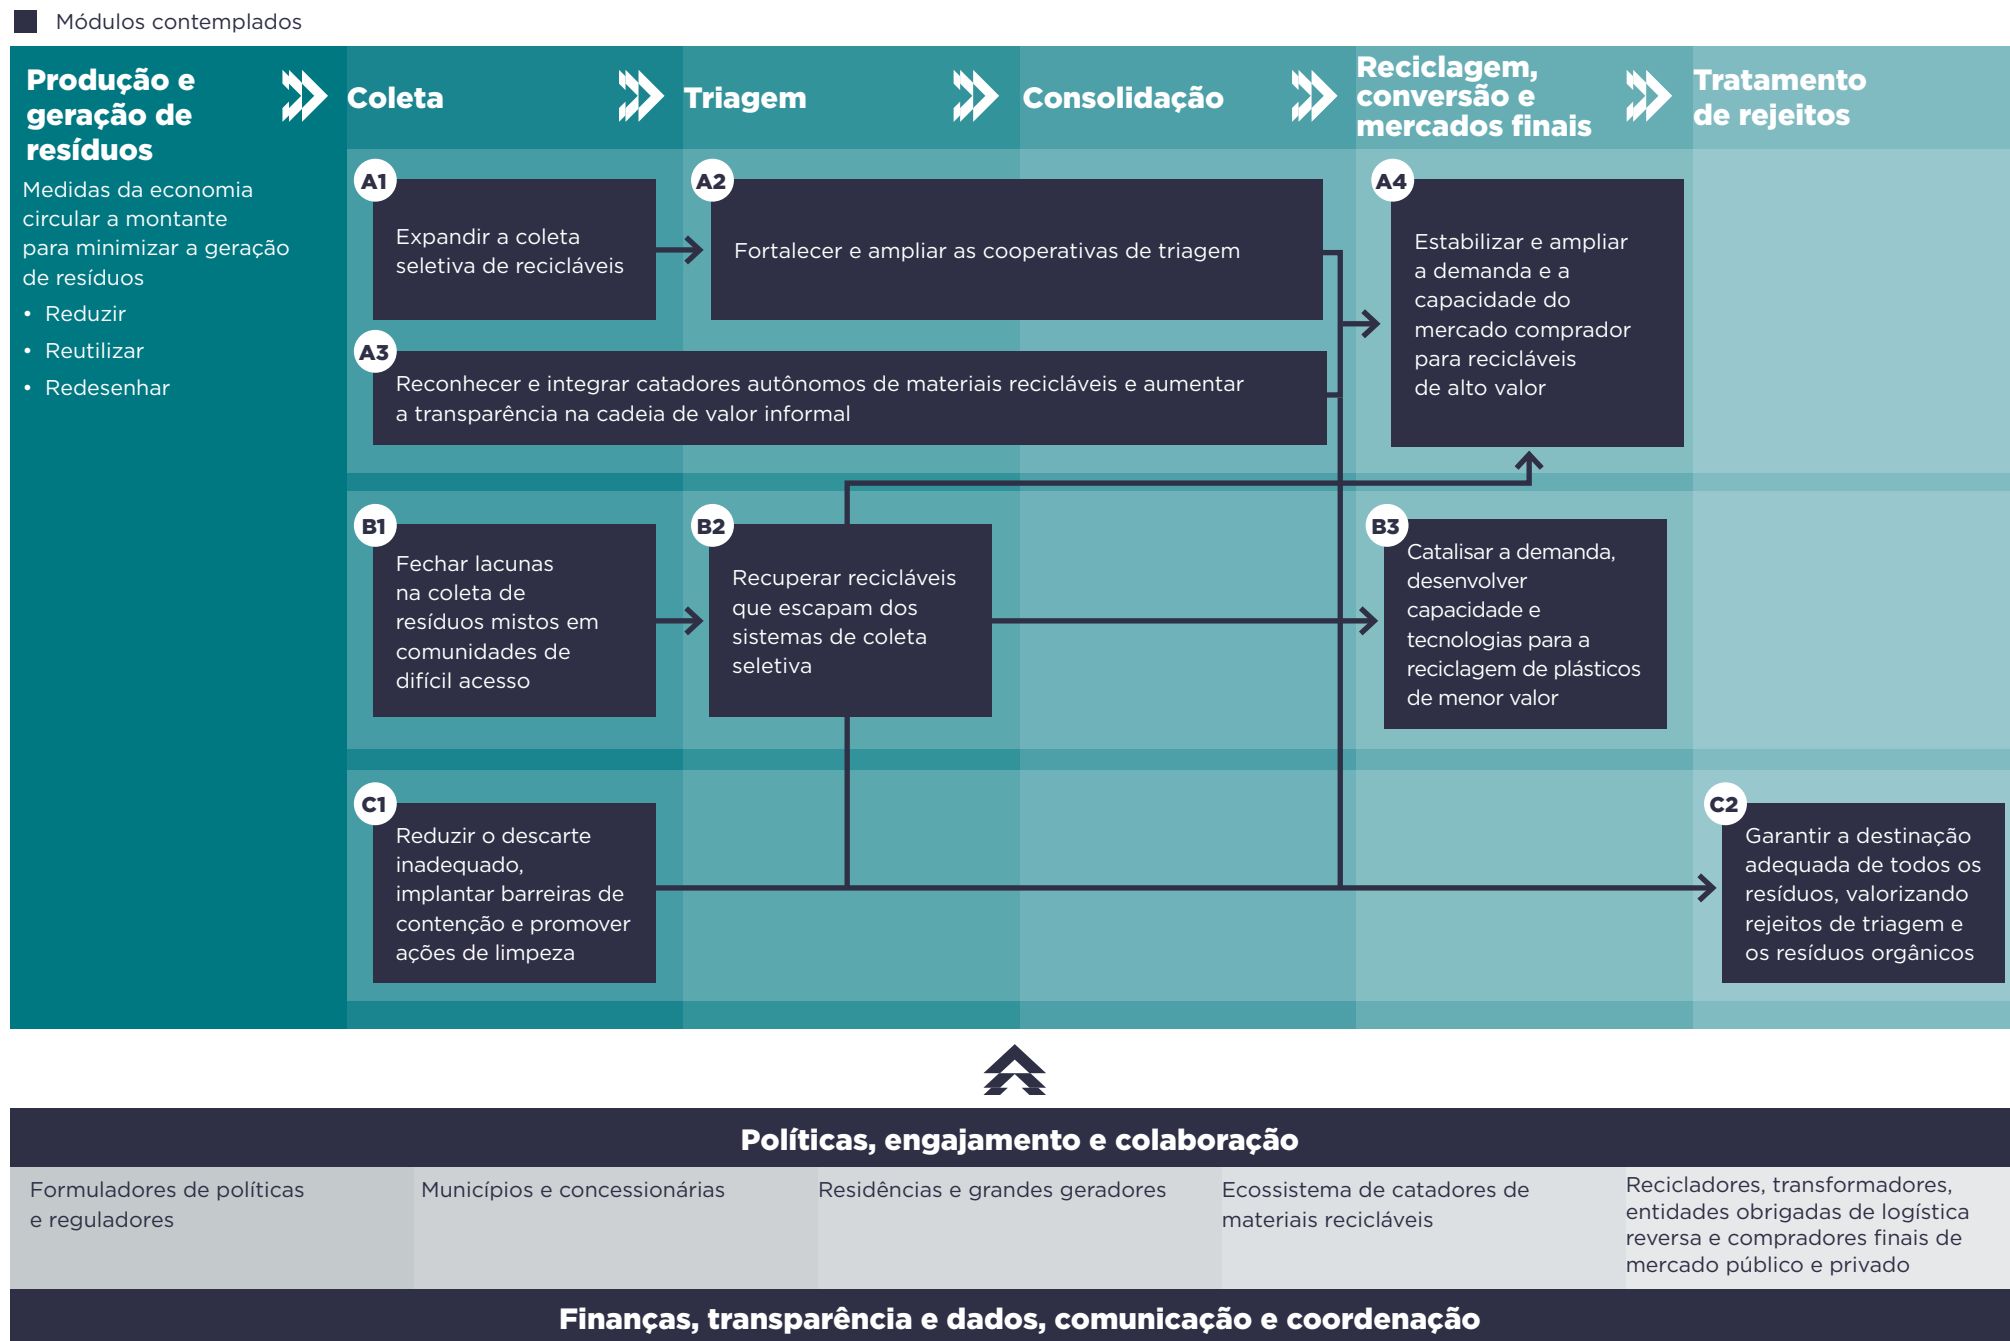 Módulos contemplados
Produção e
geração de
resíduos
Coleta
Triagem
Consolidação
Reciclagem,
conversão e
mercados finais
Tratamento
de rejeitos
Medidas da economia
circular a montante
para minimizar a geração
de resíduos
• Reduzir
• Reutilizar
• Redesenhar
A1
Expandir a coleta
seletiva de recicláveis
A2
Fortalecer e ampliar as cooperativas de triagem
A3
Reconhecer e integrar catadores autônomos de materiais recicláveis e aumentar
a transparência na cadeia de valor informal
A4
Estabilizar e ampliar
a demanda e a
capacidade do
mercado comprador
para recicláveis
de alto valor
B1
Fechar lacunas
na coleta de
resíduos mistos em
comunidades de
difícil acesso
B2
Recuperar recicláveis
que escapam dos
sistemas de coleta
seletiva
B3
Catalisar a demanda,
desenvolver
capacidade e
tecnologias para a
reciclagem de plásticos
de menor valor
C1
Reduzir o descarte
inadequado,
implantar barreiras de
contenção e promover
ações de limpeza
C2
Garantir a destinação
adequada de todos os
resíduos, valorizando
rejeitos de triagem e
os resíduos orgânicos
Políticas, engajamento e colaboração
Formuladores de políticas
e reguladores
Municípios e concessionárias
Residências e grandes geradores
Ecossistema de catadores de
materiais recicláveis
Recicladores, transformadores,
entidades obrigadas de logística
reversa e compradores finais de
mercado público e privado
Finanças, transparência e dados, comunicação e coordenação